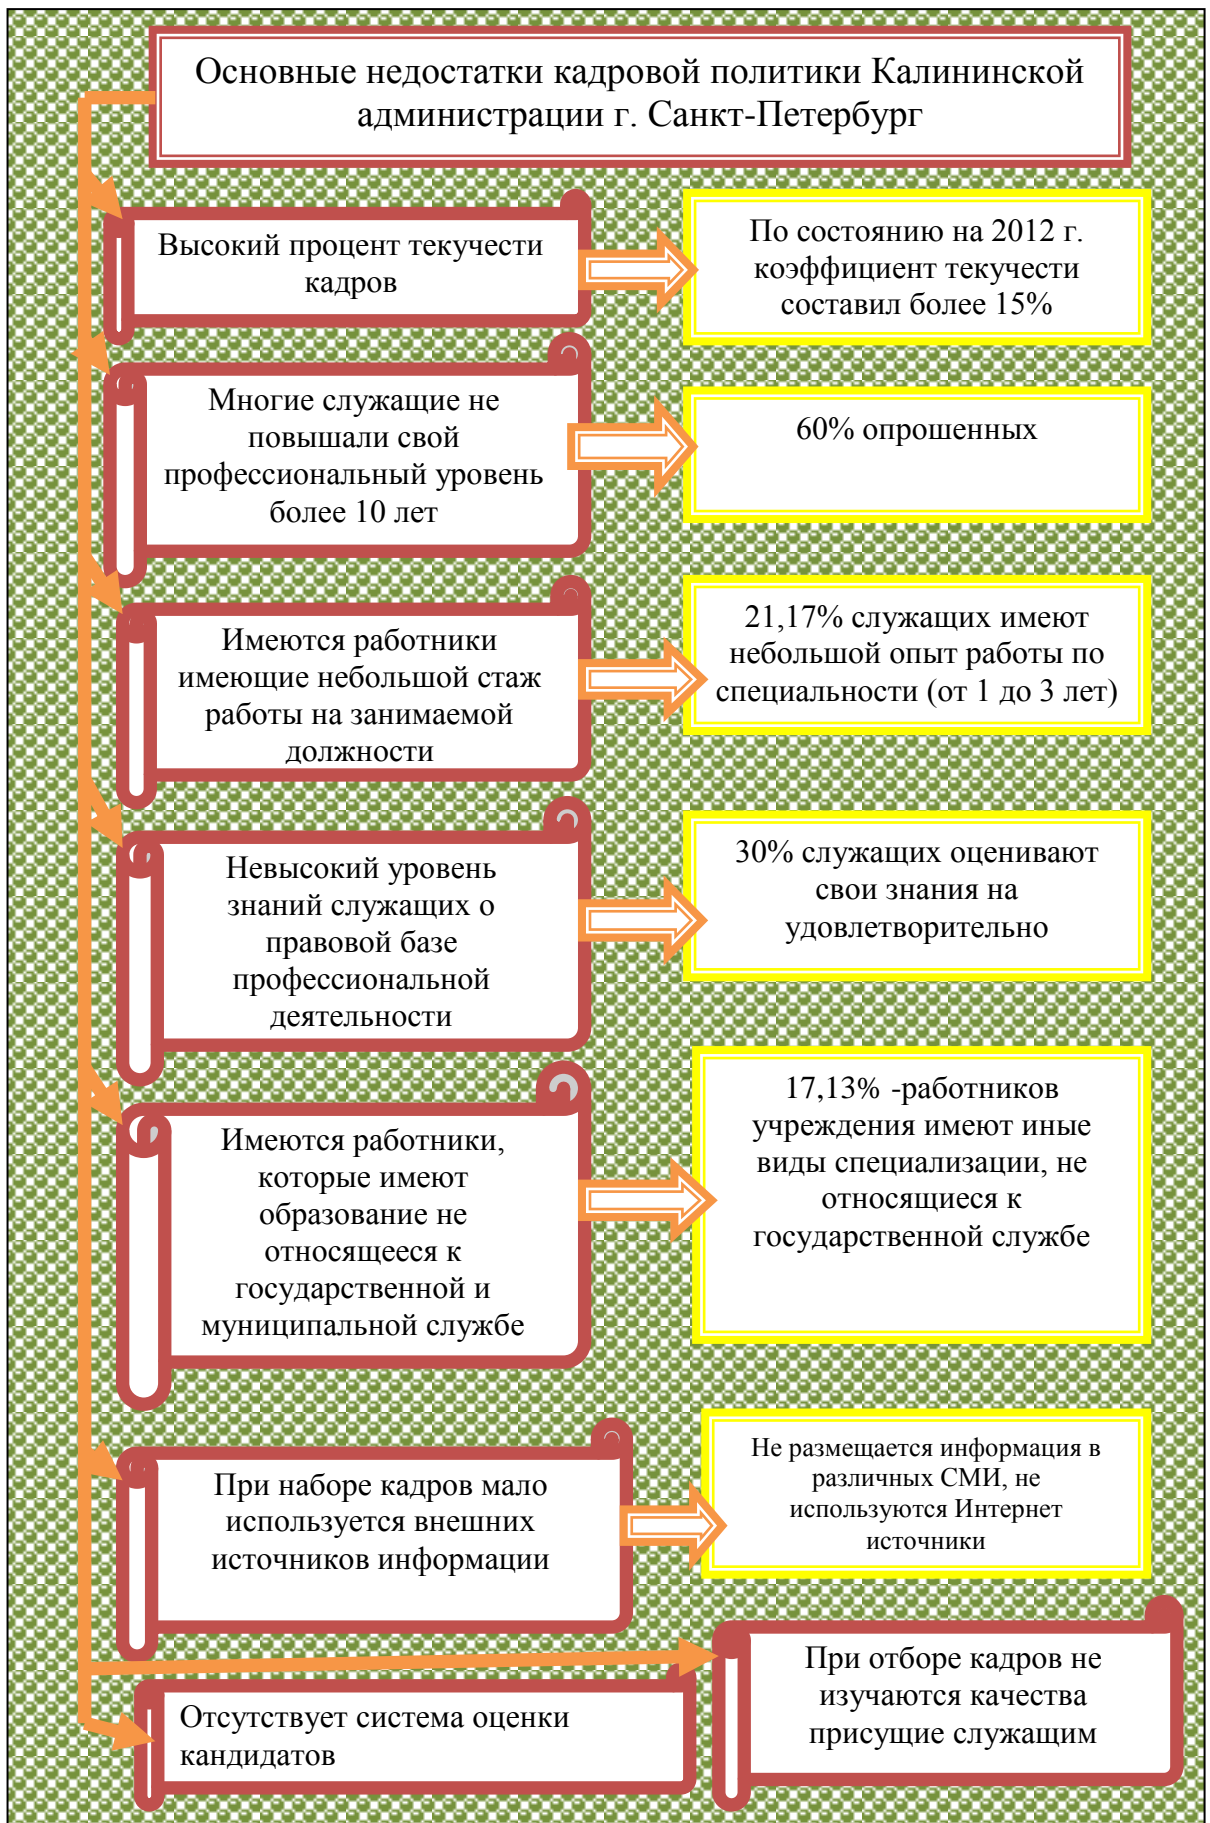 Основные недостатки кадровой политики Калининской
администрации г. Санкт-Петербург
Высокий процент текучести
кадров
По состоянию на 2012 г.
коэффициент текучести
составил более 15%
Многие служащие не
повышали свой
профессиональный уровень
более 10 лет
60% опрошенных
Имеются работники
имеющие небольшой стаж
работы на занимаемой
должности
21,17% служащих имеют
небольшой опыт работы по
специальности (от 1 до 3 лет)
Невысокий уровень
знаний служащих о
правовой базе
профессиональной
деятельности
30% служащих оценивают
свои знания на
удовлетворительно
Имеются работники,
которые имеют
образование не
относящееся к
государственной и
муниципальной службе
17,13% -работников
учреждения имеют иные
виды специализации, не
относящиеся к
государственной службе
При наборе кадров мало
используется внешних
источников информации
Не размещается информация в
различных СМИ, не
используются Интернет
источники
При отборе кадров не
изучаются качества
присущие служащим
Отсутствует система оценки
кандидатов